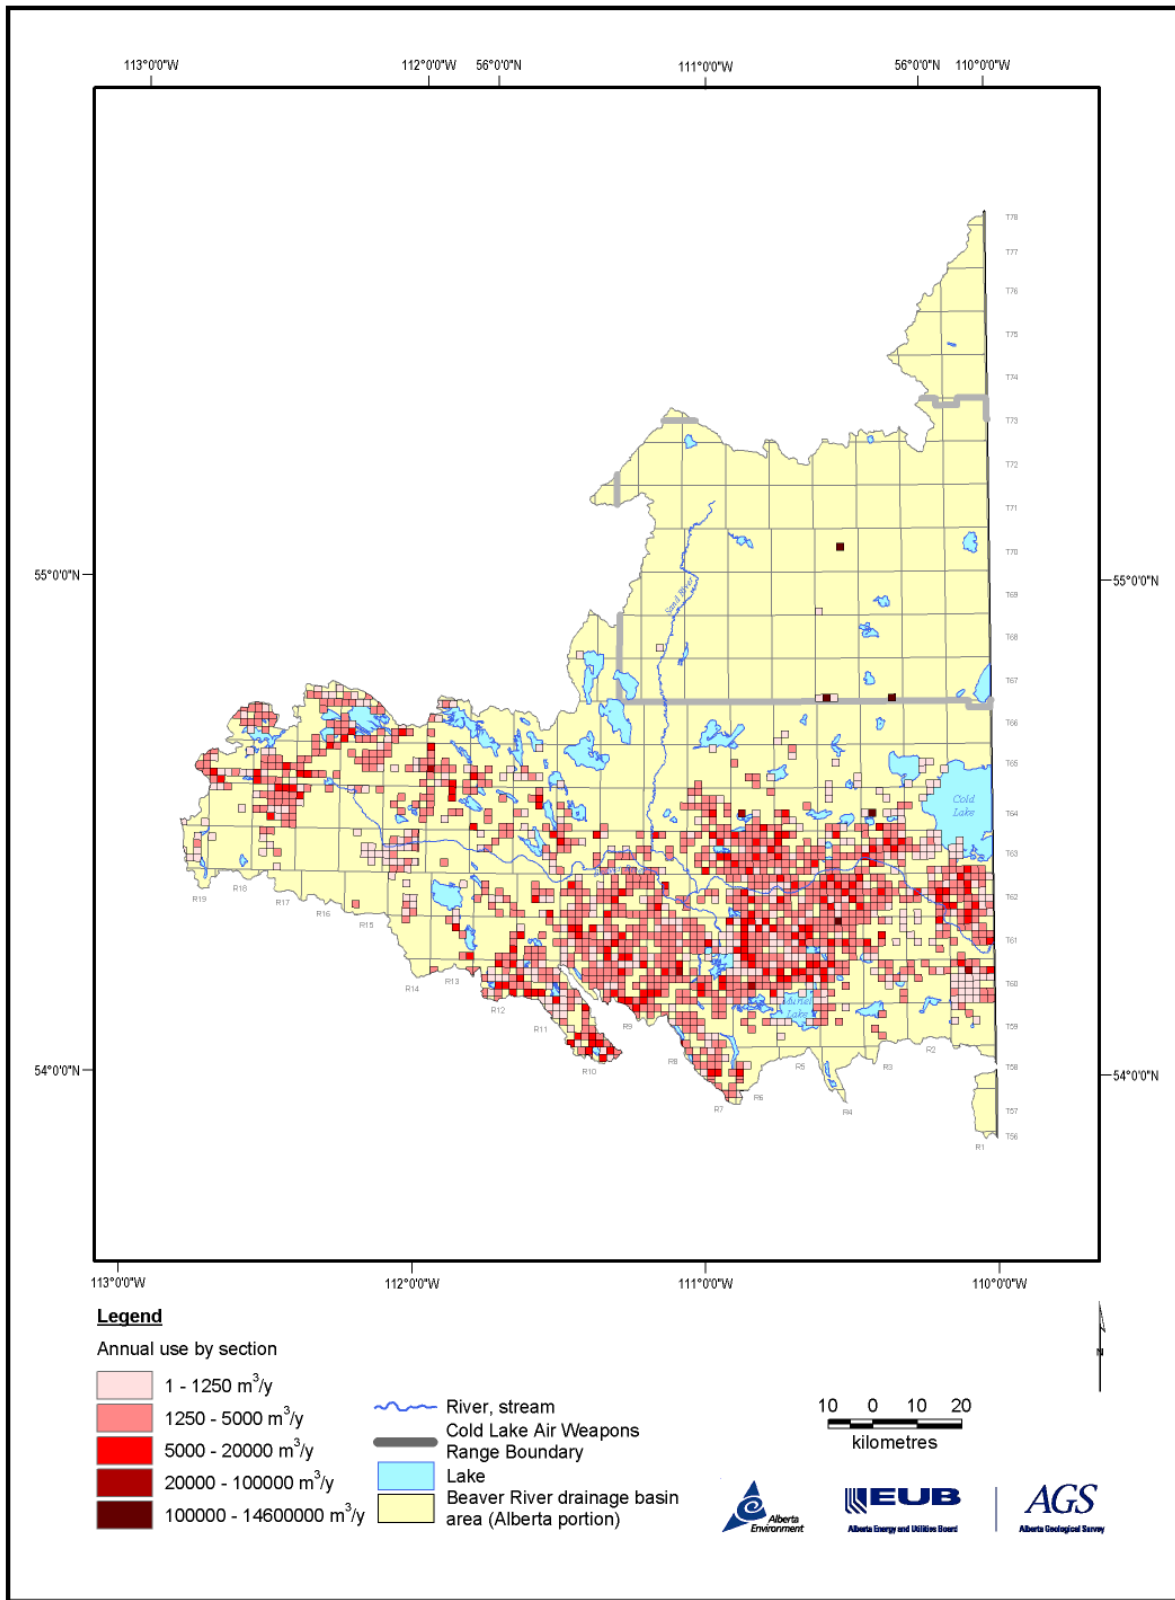 113°0'0"W
112°0'0"W
56°0'0"N
111°0'0"W
56°0'0"N
110°0'0"W
T78
T77
T76
T75
T74
T73
T72
T71
T70
55°0'0"N
55°0'0"N
T69
Sand River
T68
T67
T66
T65
Cold
Lake
T64
T63
R19
R18
R17
R16
R15
T62
T61
R14
R13
R12
R11
T60
Muriel
Lake
T59
R9
R10
R8
R7
R6
R5
R4
R3
R2
T58
54°0'0"N
54°0'0"N
T57
T56
R1
113°0'0"W
112°0'0"W
111°0'0"W
110°0'0"W
Legend
Annual use by section
1 - 1250 m³/y
1250 - 5000 m³/y
5000 - 20000 m³/y
20000 - 100000 m³/y
100000 - 14600000 m³/y
River, stream
Cold Lake Air Weapons
Range Boundary
Lake
Beaver River drainage basin
area (Alberta portion)
N
10 0 10 20
kilometres
Alberta
Environment
EUB
Alberta Energy and Utilities Board
AGS
Alberta Geological Survey